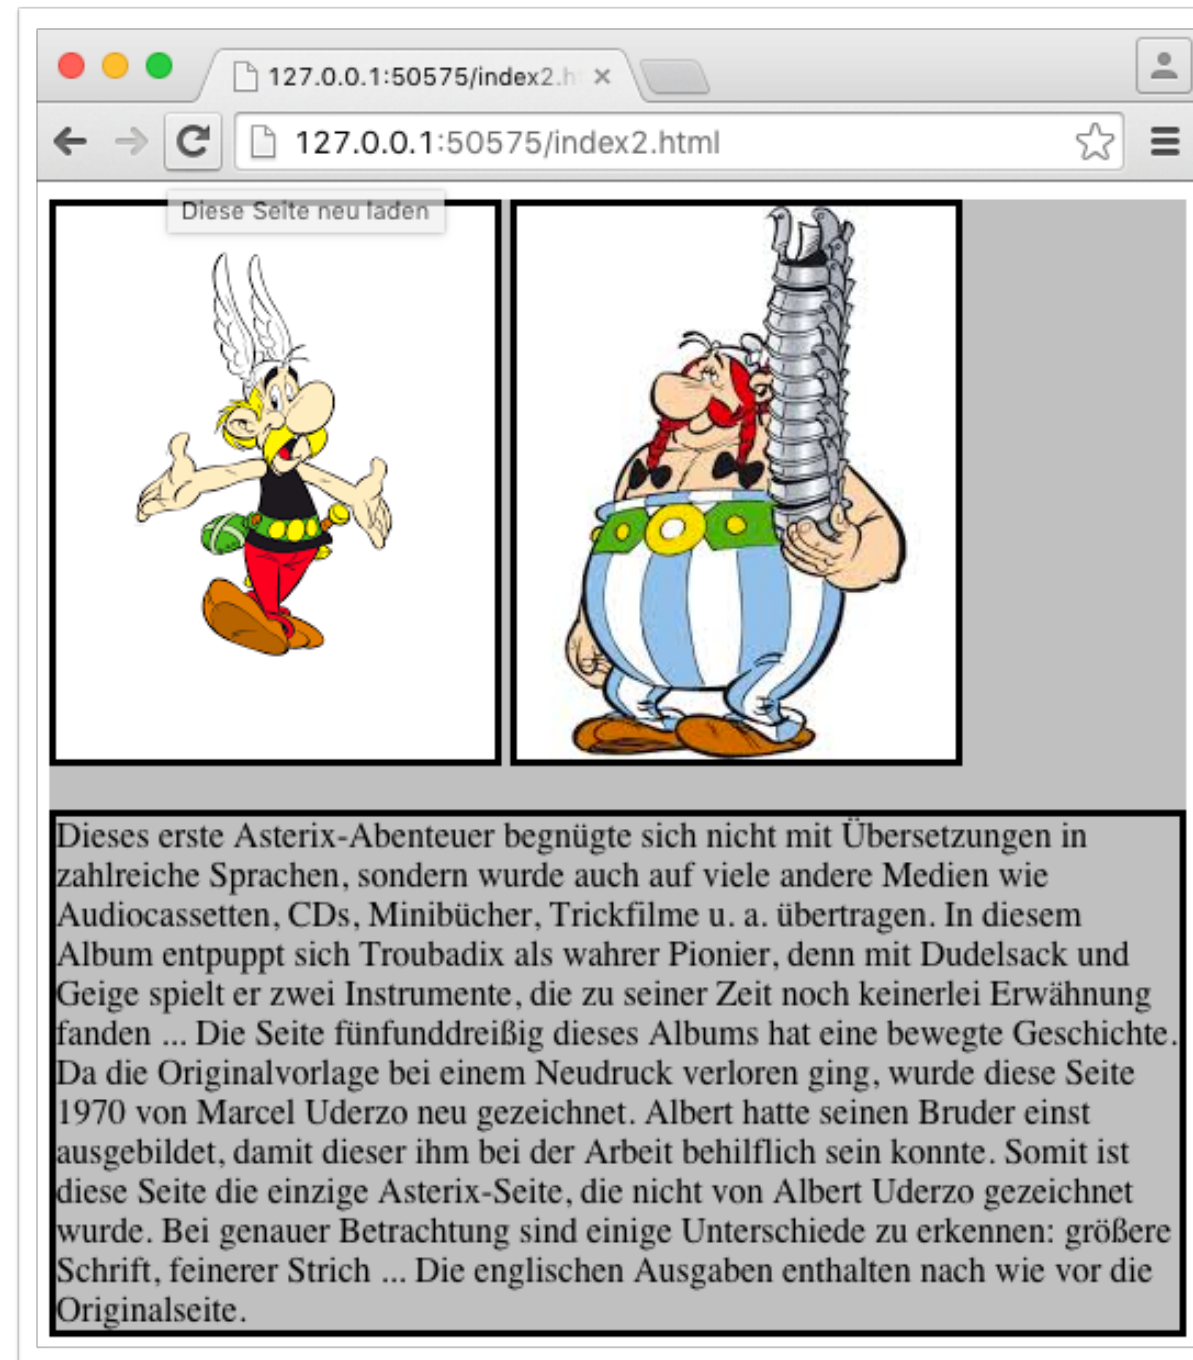 127.0.0.1:50575/index2.h
127.0.0.1:50575/index2.html
Diese Seite neu laden
Dieses erste Asterix-Abenteuer begnügte sich nicht mit Übersetzungen in
zahlreiche Sprachen, sondern wurde auch auf viele andere Medien wie
Audiocassetten, CDs, Minibücher, Trickfilme u. a. übertragen. In diesem
Album entpuppt sich Troubadix als wahrer Pionier, denn mit Dudelsack und
Geige spielt er zwei Instrumente, die zu seiner Zeit noch keinerlei Erwähnung
fanden ... Die Seite fünfunddreißig dieses Albums hat eine bewegte Geschichte.
Da die Originalvorlage bei einem Neudruck verloren ging, wurde diese Seite
1970 von Marcel Uderzo neu gezeichnet. Albert hatte seinen Bruder einst
ausgebildet, damit dieser ihm bei der Arbeit behilflich sein konnte. Somit ist
diese Seite die einzige Asterix-Seite, die nicht von Albert Uderzo gezeichnet
wurde. Bei genauer Betrachtung sind einige Unterschiede zu erkennen: größere
Schrift, feinerer Strich ... Die englischen Ausgaben enthalten nach wie vor die
Originalseite.